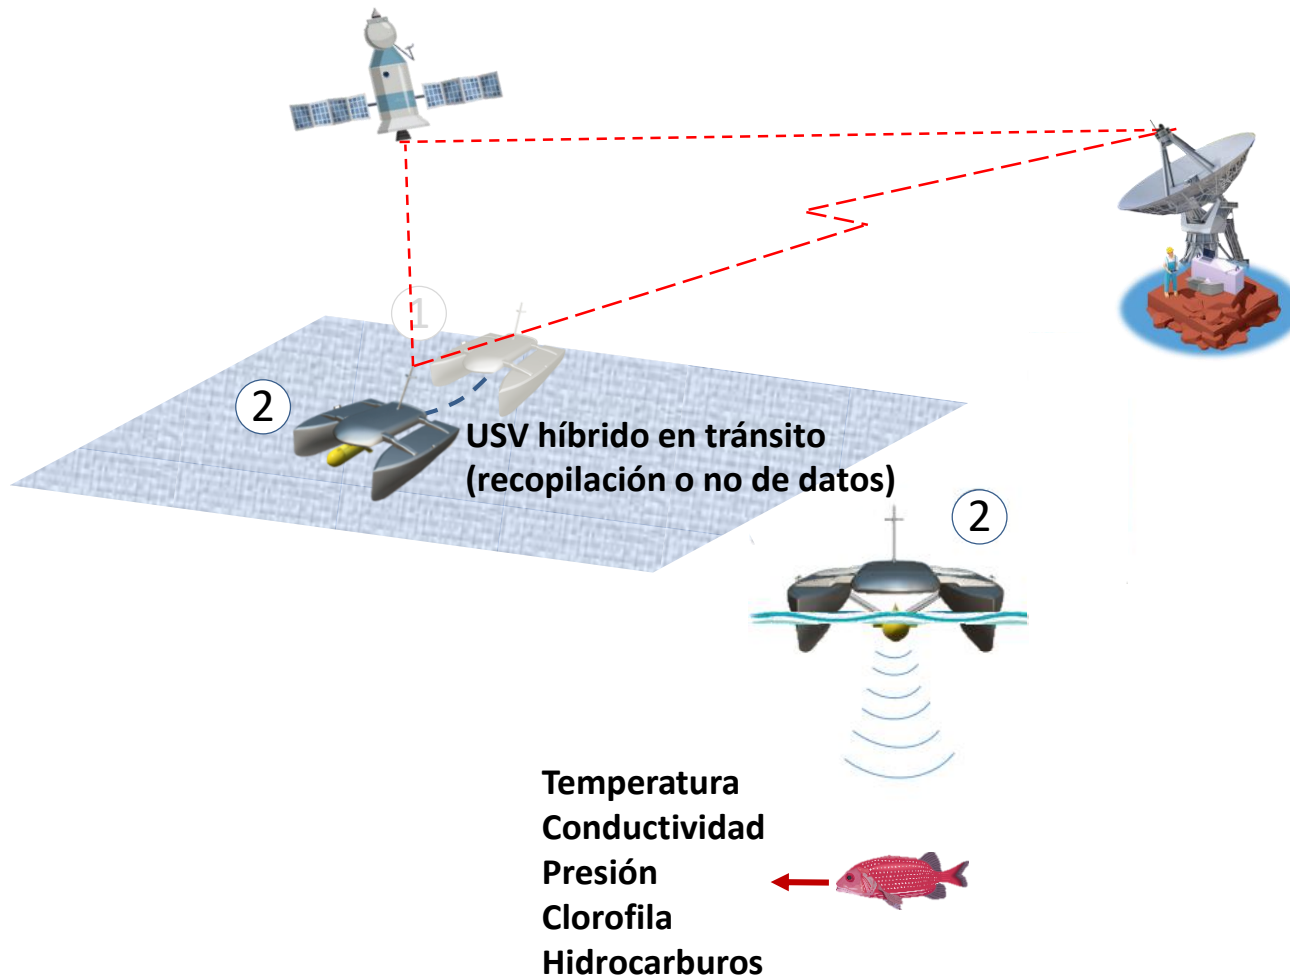 1
2
USV híbrido en tránsito
(recopilación o no de datos)
2
Temperatura
Conductividad
Presión
Clorofila
Hidrocarburos